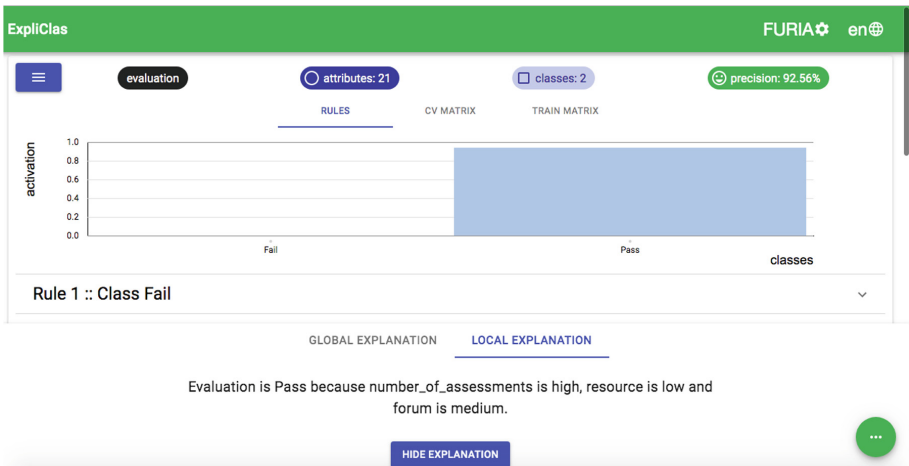 ExpliClas
FURIA en
evaluation
attributes: 21
classes: 2
precision: 92.56%
RULES
CV MATRIX
TRAIN MATRIX
activation
1.0
0.8
0.6
0.4
0.2
0.0
Fail
Pass
classes
Rule 1 :: Class Fail
GLOBAL EXPLANATION
LOCAL EXPLANATION
Evaluation is Pass because number_of_assessments is high, resource is low and
forum is medium.
HIDE EXPLANATION